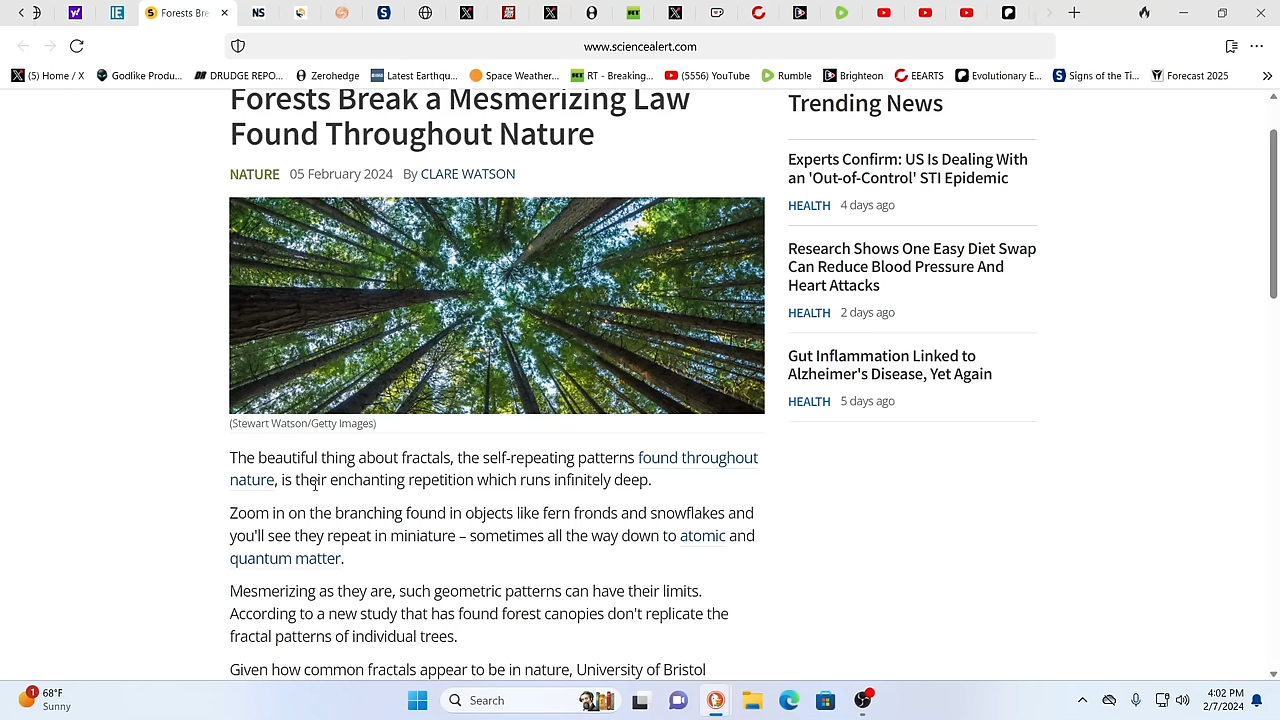 Forests Bre...
www.sciencealert.com
(5) Home / X
Godlike Produ...
DRUDGE REPO...
Zerohedge
Latest Earthqu...
Space Weather...
RT - Breaking...
(5556) YouTube
Rumble
Brighteon
EEARTS
Evolutionary E...
Signs of the Ti...
Forecast 2025
Forests Break a Mesmerizing Law
Found Throughout Nature
NATURE 05 February 2024 By CLARE WATSON
(Stewart Watson/Getty Images)
The beautiful thing about fractals, the self-repeating patterns found throughout
nature, is their enchanting repetition which runs infinitely deep.
Zoom in on the branching found in objects like fern fronds and snowflakes and
you'll see they repeat in miniature – sometimes all the way down to atomic and
quantum matter.
Mesmerizing as they are, such geometric patterns can have their limits.
According to a new study that has found forest canopies don't replicate the
fractal patterns of individual trees.
Given how common fractals appear to be in nature, University of Bristol
Trending News
Experts Confirm: US Is Dealing With
an 'Out-of-Control' STI Epidemic
HEALTH 4 days ago
Research Shows One Easy Diet Swap
Can Reduce Blood Pressure And
Heart Attacks
HEALTH 2 days ago
Gut Inflammation Linked to
Alzheimer's Disease, Yet Again
HEALTH 5 days ago
1
68°F
Sunny
Search
4:02 PM
2/7/2024